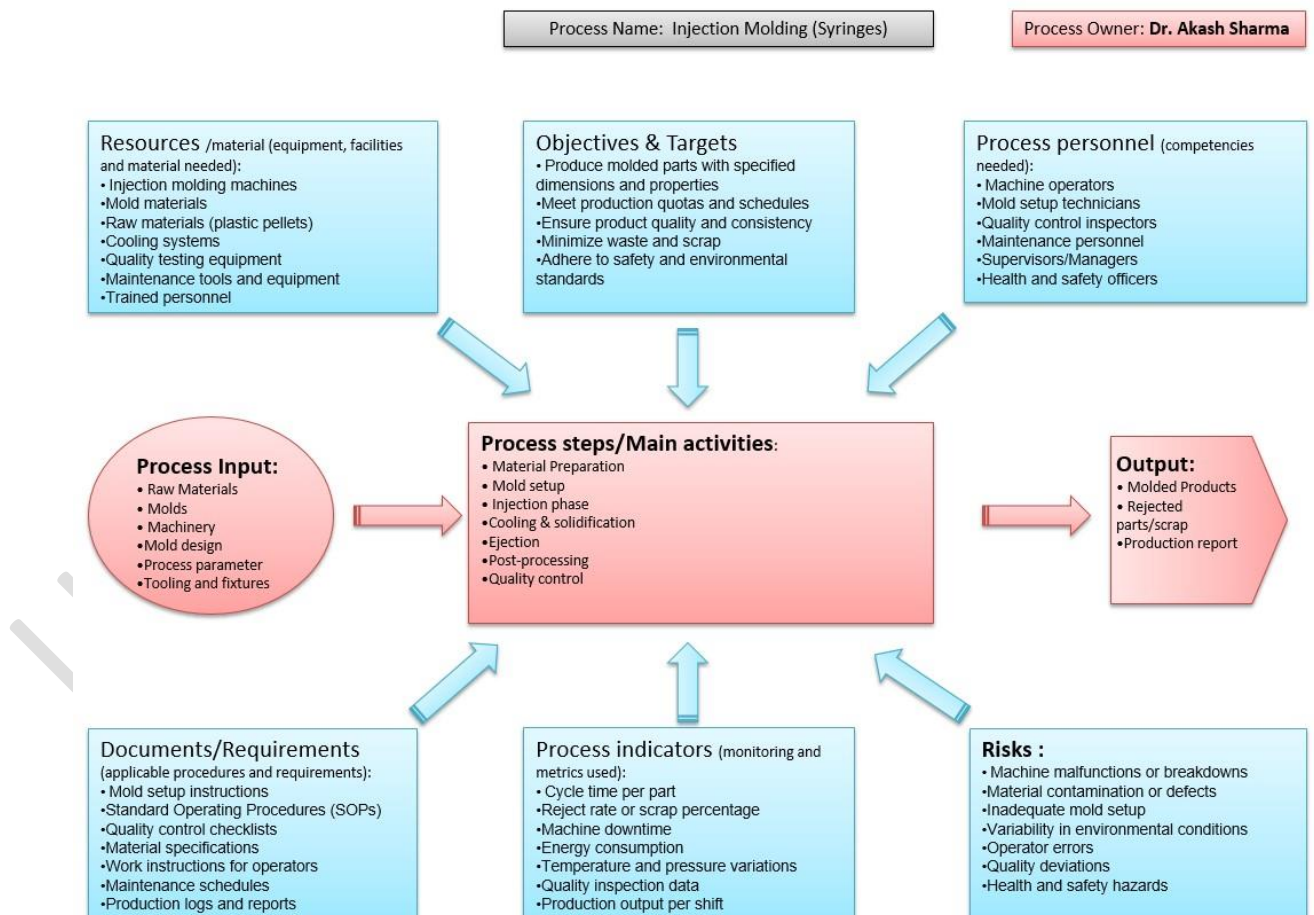 Process Name: Injection Molding (Syringes)
Process Owner: Dr. Akash Sharma
Resources /material (equipment, facilities
and material needed):
• Injection molding machines
•Mold materials
•Raw materials (plastic pellets)
•Cooling systems
•Quality testing equipment
•Maintenance tools and equipment
•Trained personnel
Objectives & Targets
• Produce molded parts with specified
dimensions and properties
•Meet production quotas and schedules
•Ensure product quality and consistency
•Minimize waste and scrap
•Adhere to safety and environmental
standards
Process personnel (competencies
needed):
• Machine operators
•Mold setup technicians
•Quality control inspectors
•Maintenance personnel
•Supervisors/Managers
•Health and safety officers
Process Input:
• Raw Materials
• Molds
• Machinery
•Mold design
•Process parameter
•Tooling and fixtures
Process steps/Main activities:
• Material Preparation
• Mold setup
• Injection phase
•Cooling & solidification
•Ejection
•Post-processing
•Quality control
Output:
• Molded Products
• Rejected
parts/scrap
•Production report
Documents/Requirements
(applicable procedures and requirements):
• Mold setup instructions
•Standard Operating Procedures (SOPs)
•Quality control checklists
•Material specifications
•Work instructions for operators
•Maintenance schedules
•Production logs and reports
Process indicators (monitoring and
metrics used):
• Cycle time per part
•Reject rate or scrap percentage
•Machine downtime
•Energy consumption
•Temperature and pressure variations
•Quality inspection data
•Production output per shift
Risks :
• Machine malfunctions or breakdowns
•Material contamination or defects
•Inadequate mold setup
•Variability in environmental conditions
•Operator errors
•Quality deviations
•Health and safety hazards